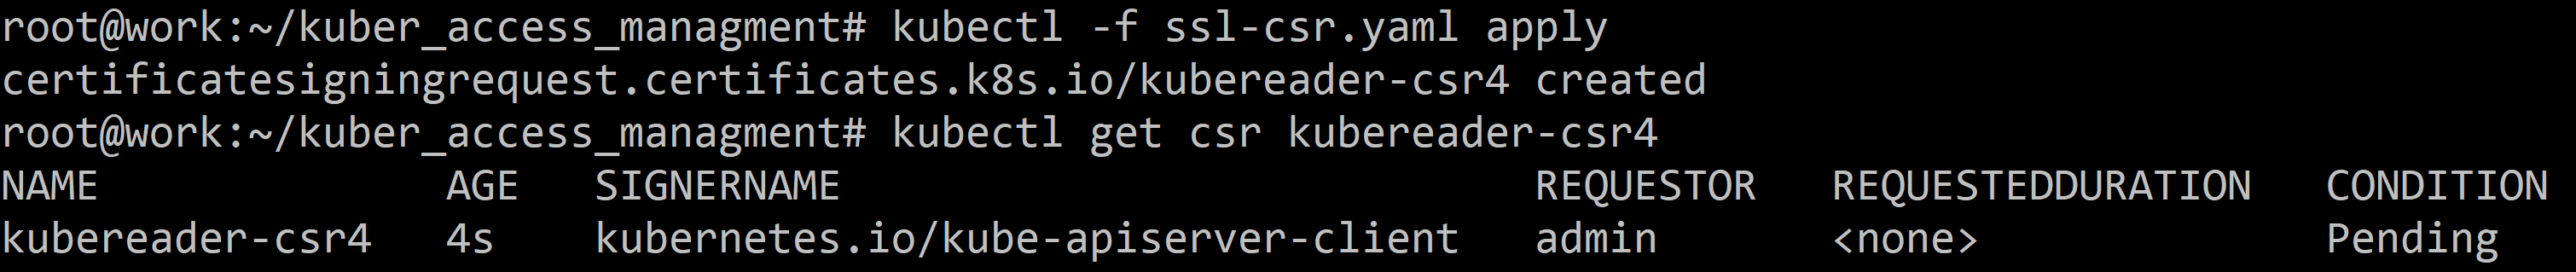 root@work:~/kuber_access_managment# kubectl -f ssl-csr.yaml apply
certificatesigningrequest.certificates.k8s.io/kubereader-csr4 created
root@work:~/kuber_access_managment# kubectl get csr kubereader-csr4
NAME              AGE   SIGNERNAME                            REQUESTOR   REQUESTEDDURATION   CONDITION
kubereader-csr4   4s    kubernetes.io/kube-apiserver-client   admin       <none>              Pending